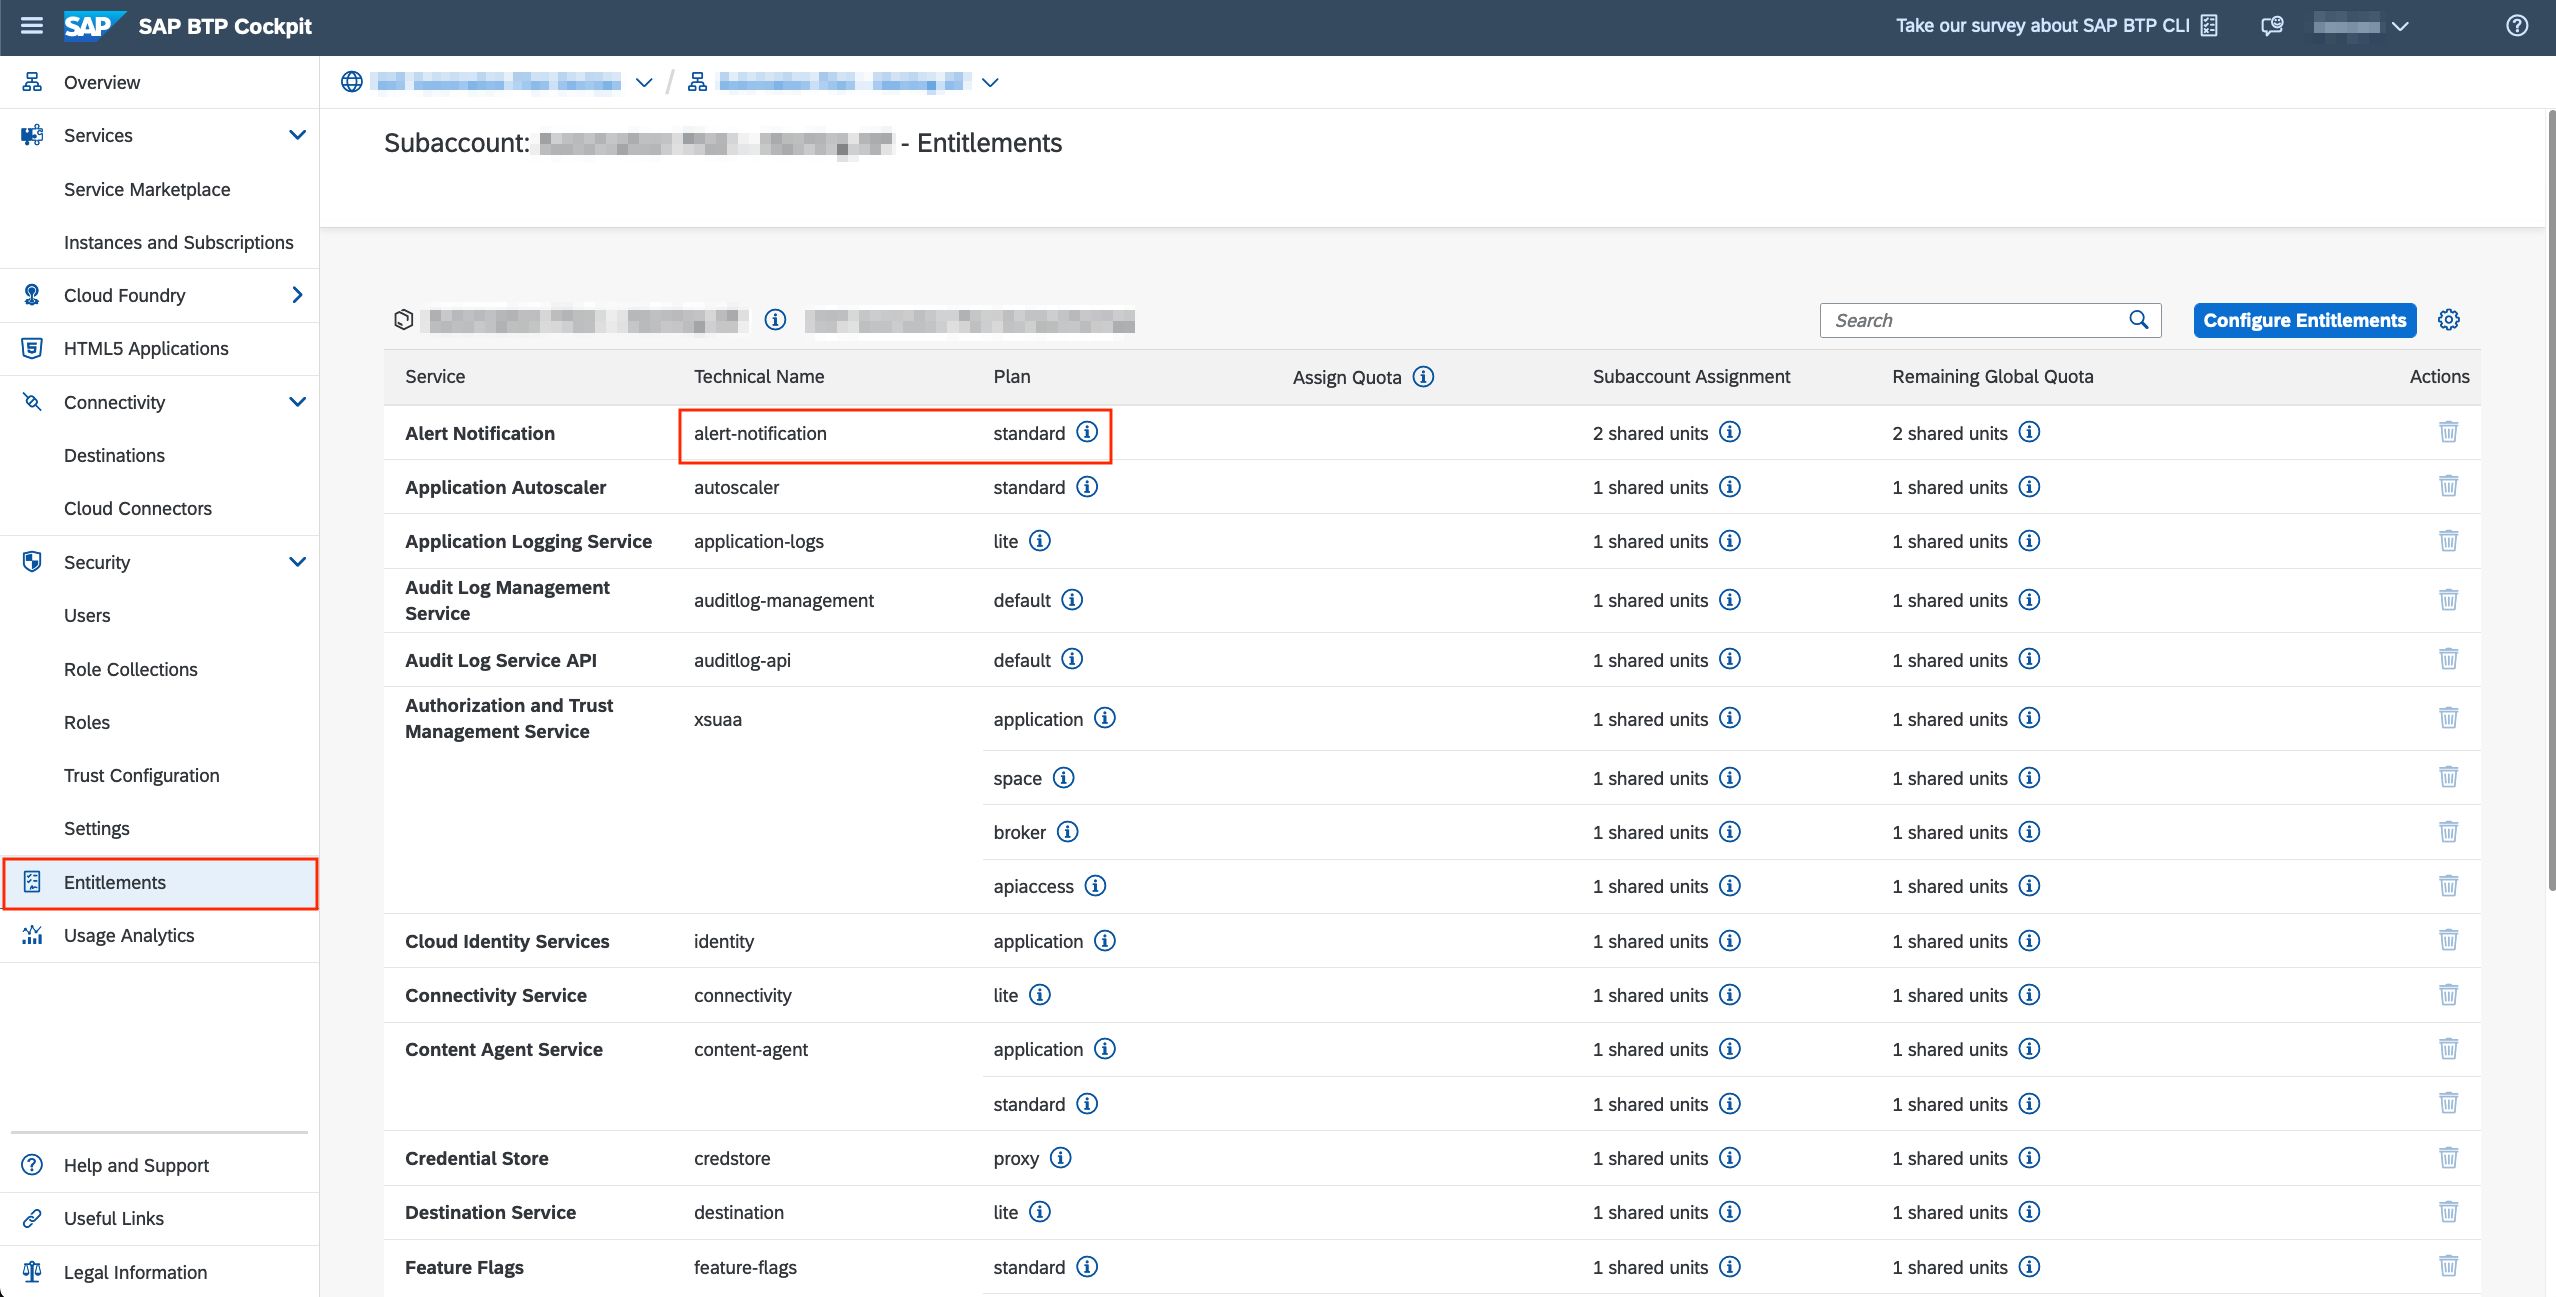 SAP SAP BTP Cockpit
Take our survey about SAP BTP CLI
Overview
Services
Service Marketplace
Instances and Subscriptions
Cloud Foundry
HTML5 Applications
Connectivity
Destinations
Cloud Connectors
Security
Users
Role Collections
Roles
Trust Configuration
Settings
Entitlements
Usage Analytics
Help and Support
Useful Links
Legal Information
/
Subaccount: - Entitlements
Search
Configure Entitlements
Service Technical Name Plan Assign Quota Subaccount Assignment Remaining Global Quota Actions
Alert Notification alert-notification standard 2 shared units 2 shared units
Application Autoscaler autoscaler standard 1 shared units 1 shared units
Application Logging Service application-logs lite 1 shared units 1 shared units
Audit Log Management
Service auditlog-management default 1 shared units 1 shared units
Audit Log Service API auditlog-api default 1 shared units 1 shared units
Authorization and Trust
Management Service xsuaa application 1 shared units 1 shared units
space 1 shared units 1 shared units
broker 1 shared units 1 shared units
apiaccess 1 shared units 1 shared units
Cloud Identity Services identity application 1 shared units 1 shared units
Connectivity Service connectivity lite 1 shared units 1 shared units
Content Agent Service content-agent application 1 shared units 1 shared units
standard 1 shared units 1 shared units
Credential Store credstore proxy 1 shared units 1 shared units
Destination Service destination lite 1 shared units 1 shared units
Feature Flags feature-flags standard 1 shared units 1 shared units